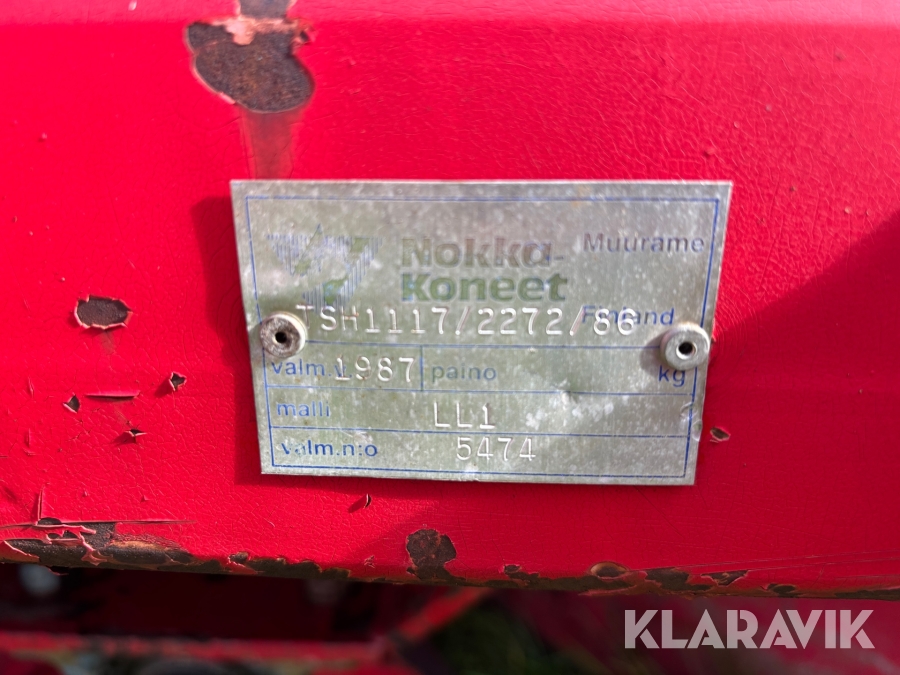 Nokka-
Koneet
Muurame
Finland
TSH1117/2272/86
valm 1987 paino kg
malli LL1
valm.n:o 5474
KLARAVIK